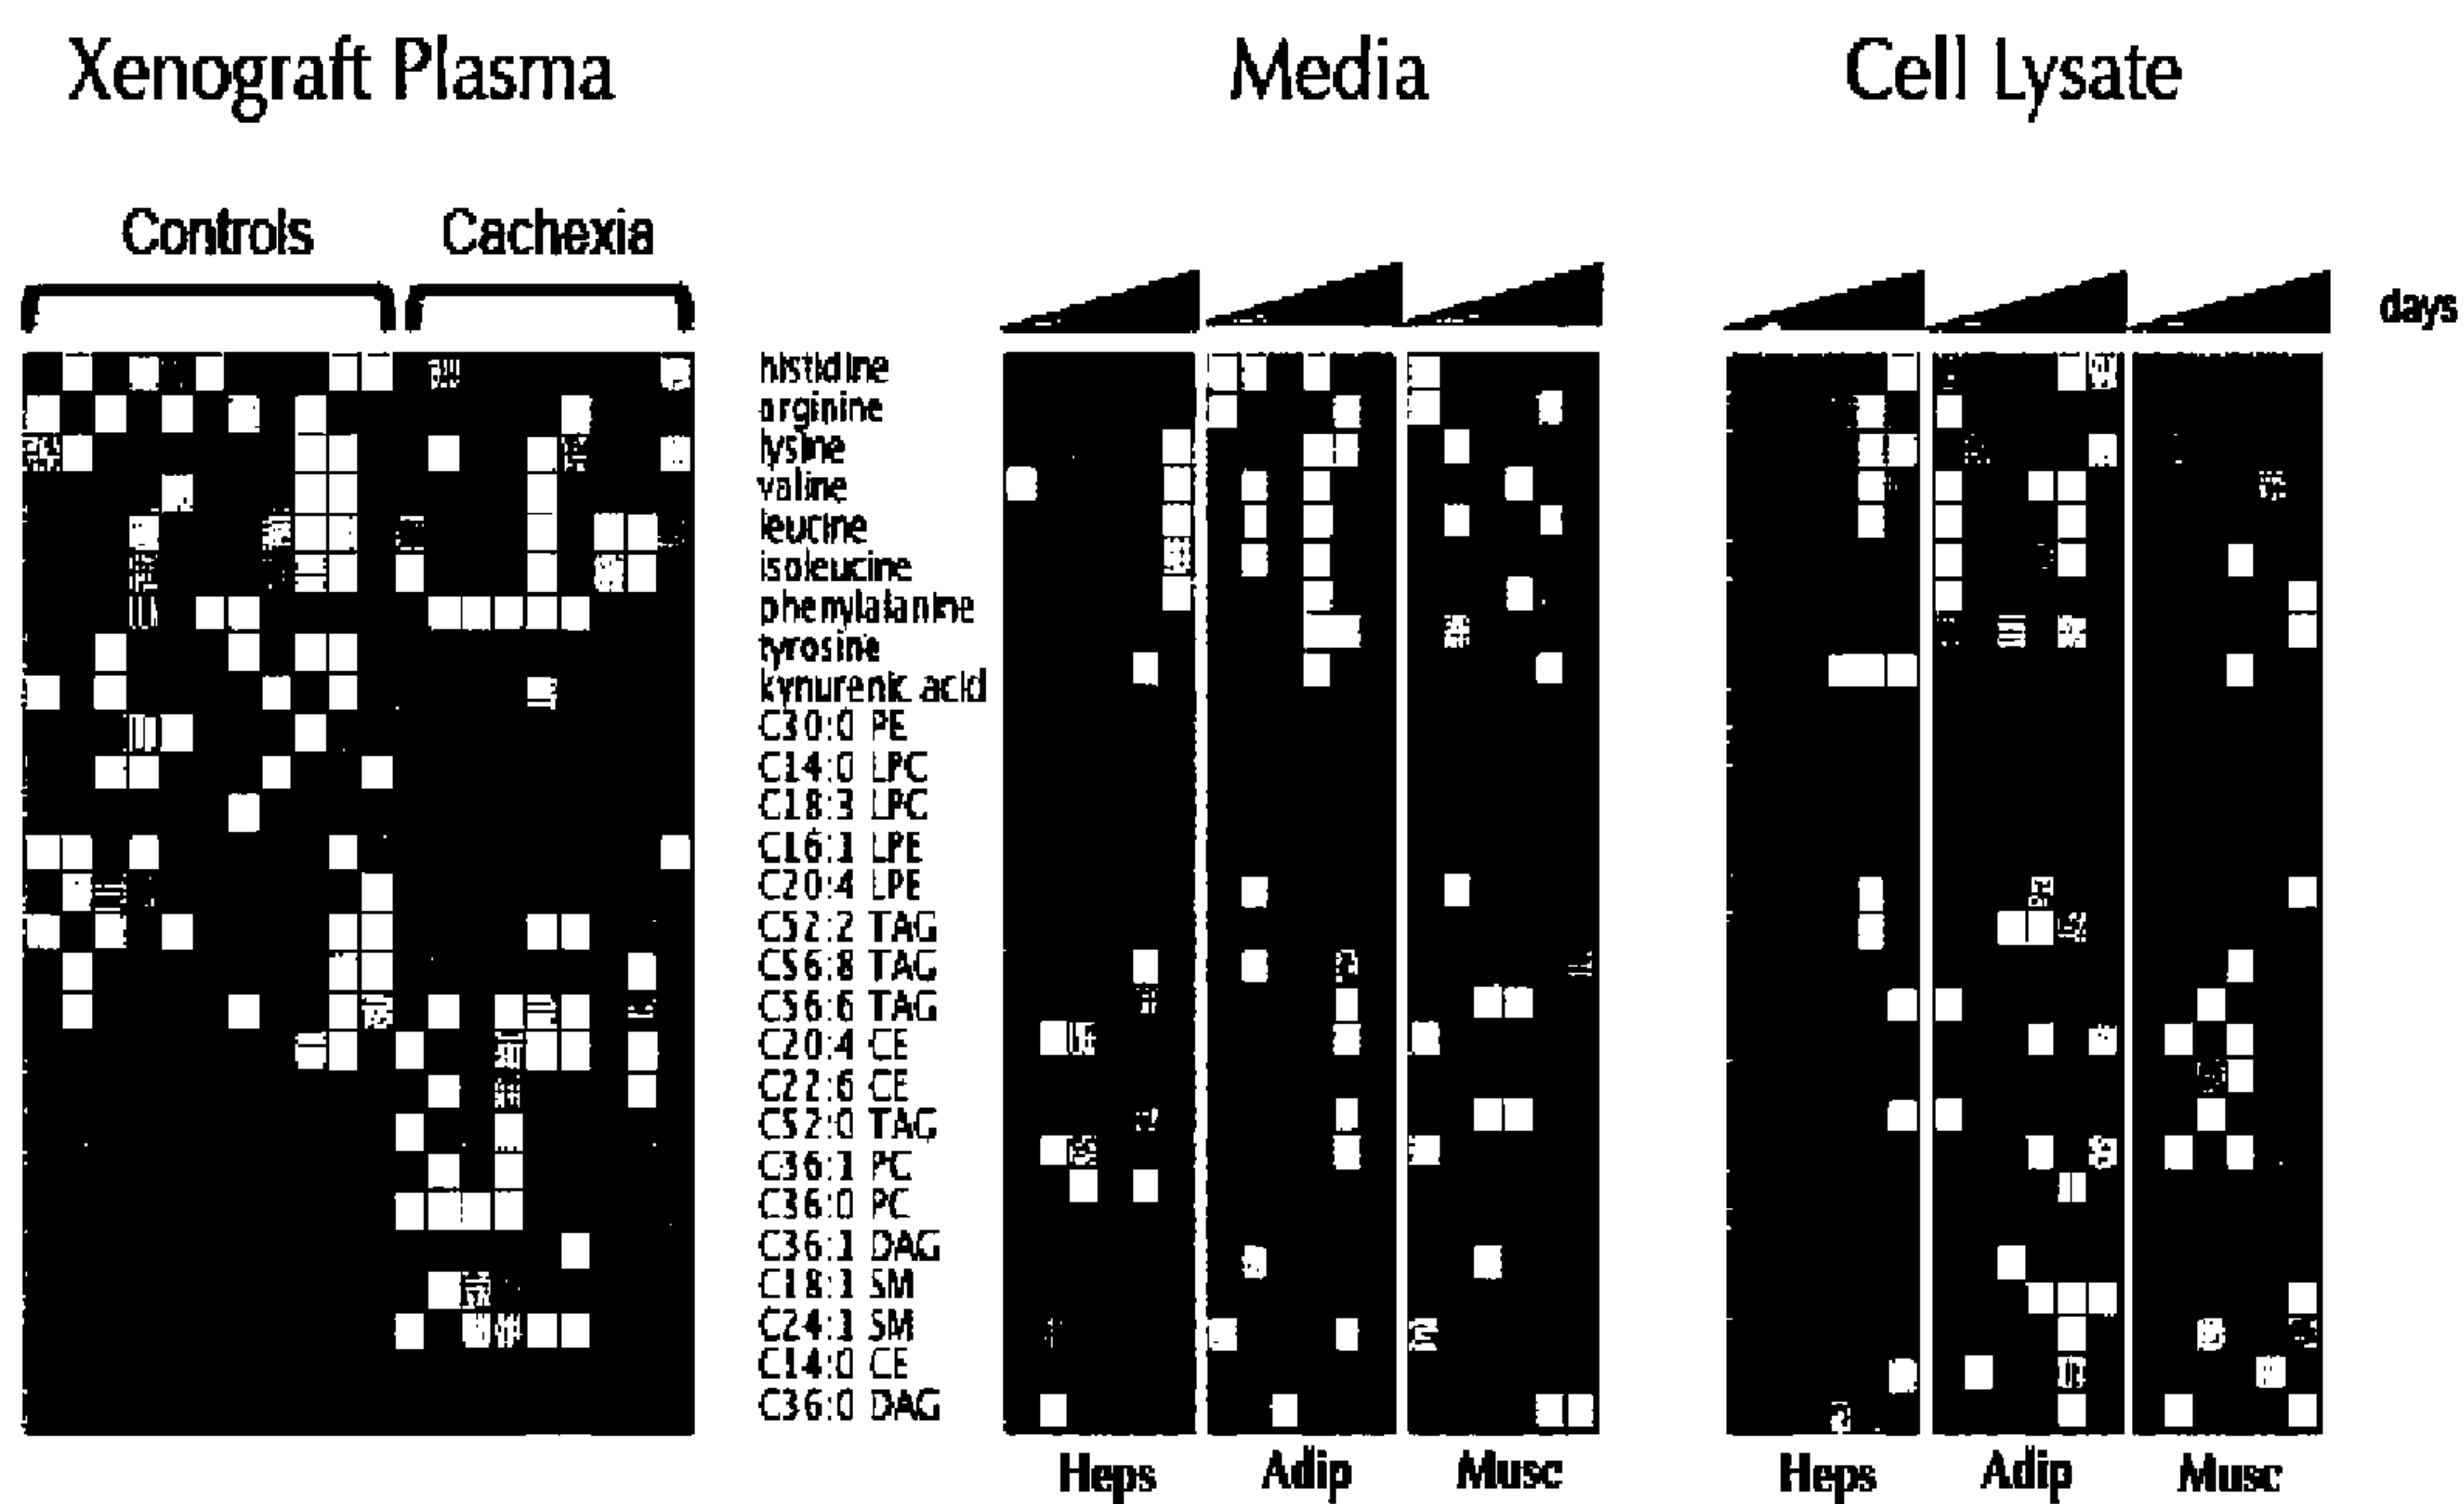 Xenograft Plasma
Media
Cell Lysate
Controls
Cachexia
days
histidine
arginine
lysine
valine
leucine
isoleucine
phenylalanine
tyrosine
kynurenic acid
C30:0 PE
C14:0 LPC
C18:3 LPC
C16:1 LPE
C20:4 LPE
C52:2 TAG
C56:8 TAG
C56:6 TAG
C20:4 CE
C22:6 CE
C52:0 TAG
C36:1 PC
C36:0 PC
C36:1 DAG
C18:1 SM
C24:1 SM
C14:0 CE
C36:0 DAG
Heps
Adip
Musc
Heps
Adip
Musc